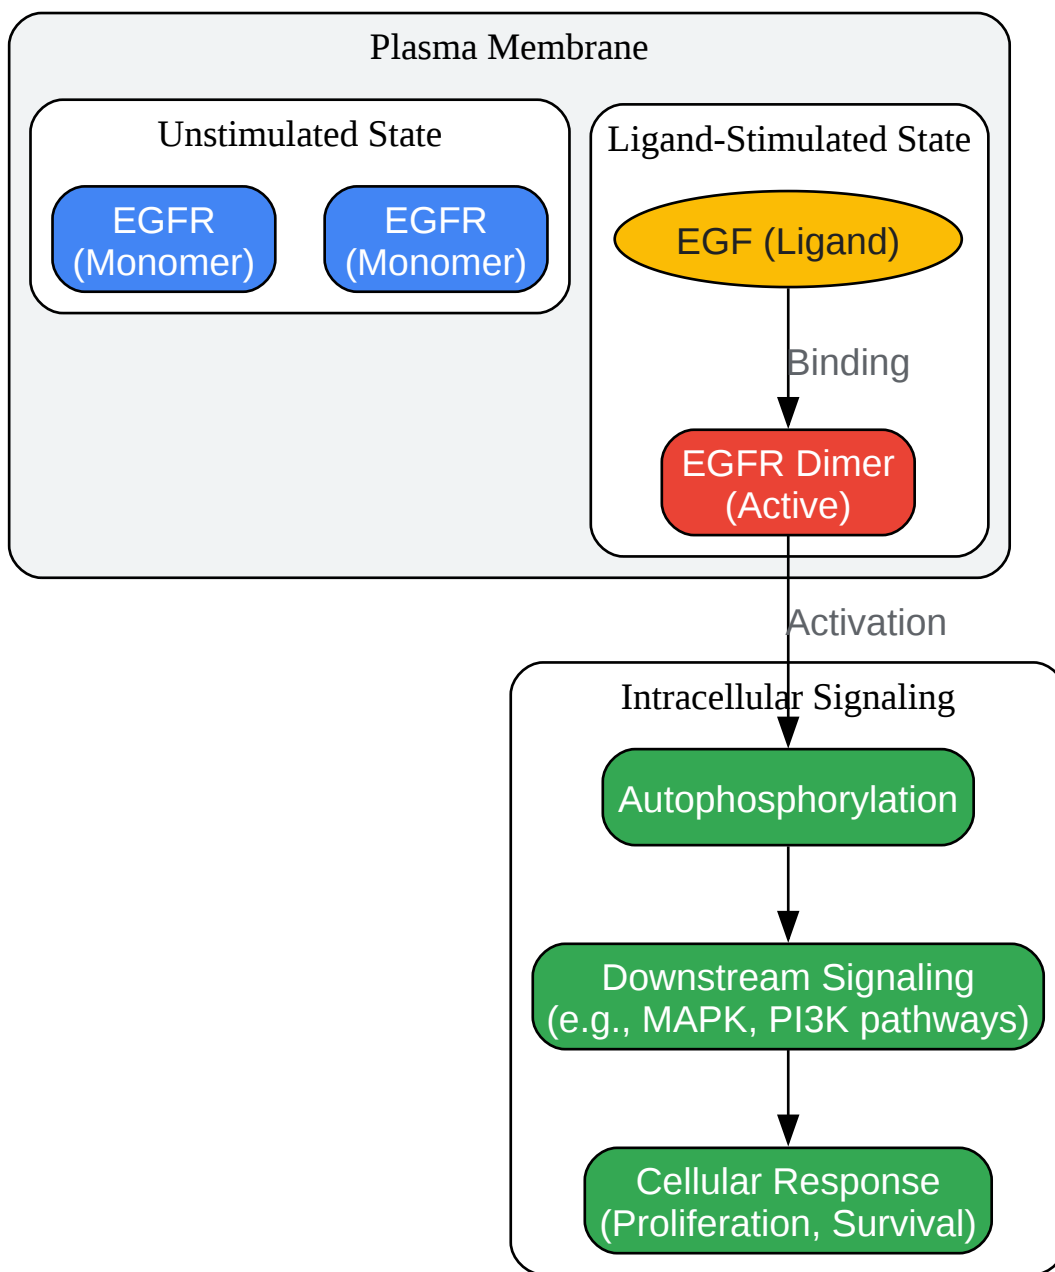 Plasma Membrane
Unstimulated State
EGFR
(Monomer)
EGFR
(Monomer)
Ligand-Stimulated State
EGF (Ligand)
Binding
EGFR Dimer
(Active)
Activation
Intracellular Signaling
Autophosphorylation
Downstream Signaling
(e.g., MAPK, PI3K pathways)
Cellular Response
(Proliferation, Survival)